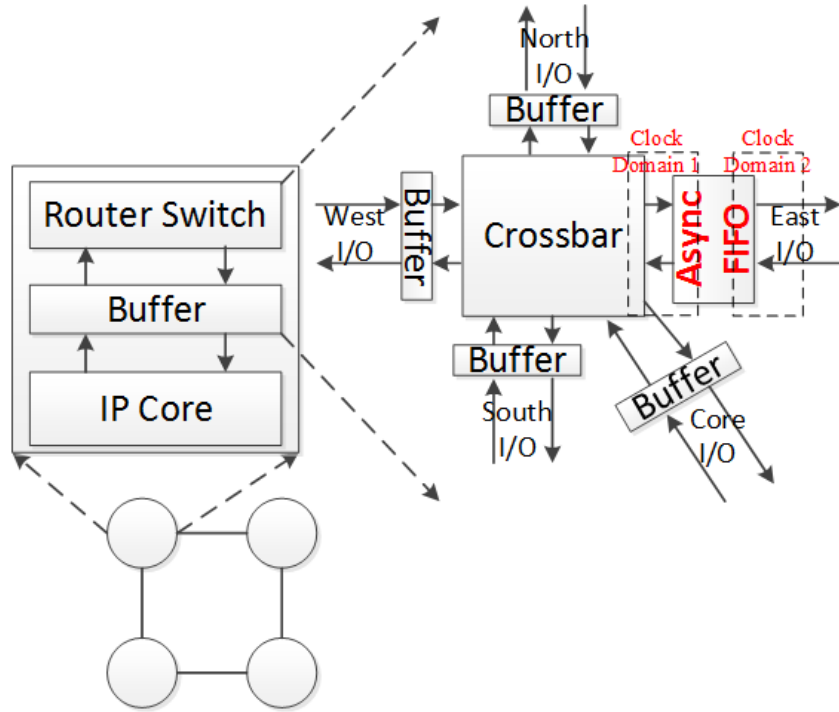 North
I/O
Buffer
Clock
Domain 1
Clock
Domain 2
Router Switch
Buffer
IP Core
West
I/O
Buffer
Crossbar
Async
FIFO
East
I/O
Buffer
South
I/O
Buffer
Core
I/O